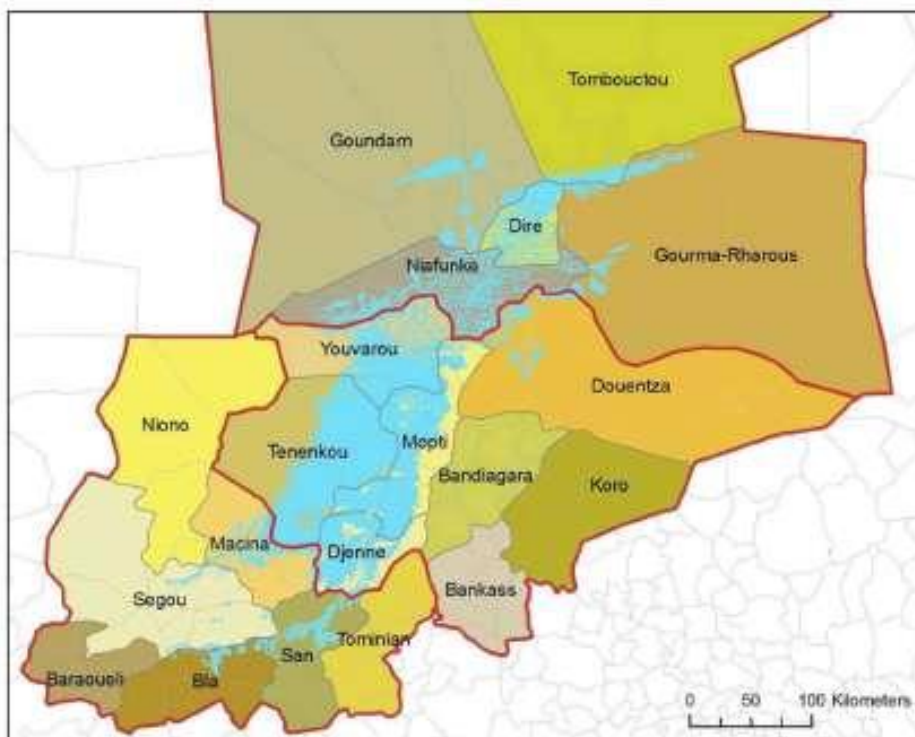 Tombouctou
Goundam
Dire
Gourma-Rharous
Niafunke
Youvarou
Douentza
Niono
Tenenkou
Mopti
Bandiagara
Koro
Macina
Djenne
Bankass
Segou
Tominian
San
Baraoueli
Bla
0 50 100 Kilometers